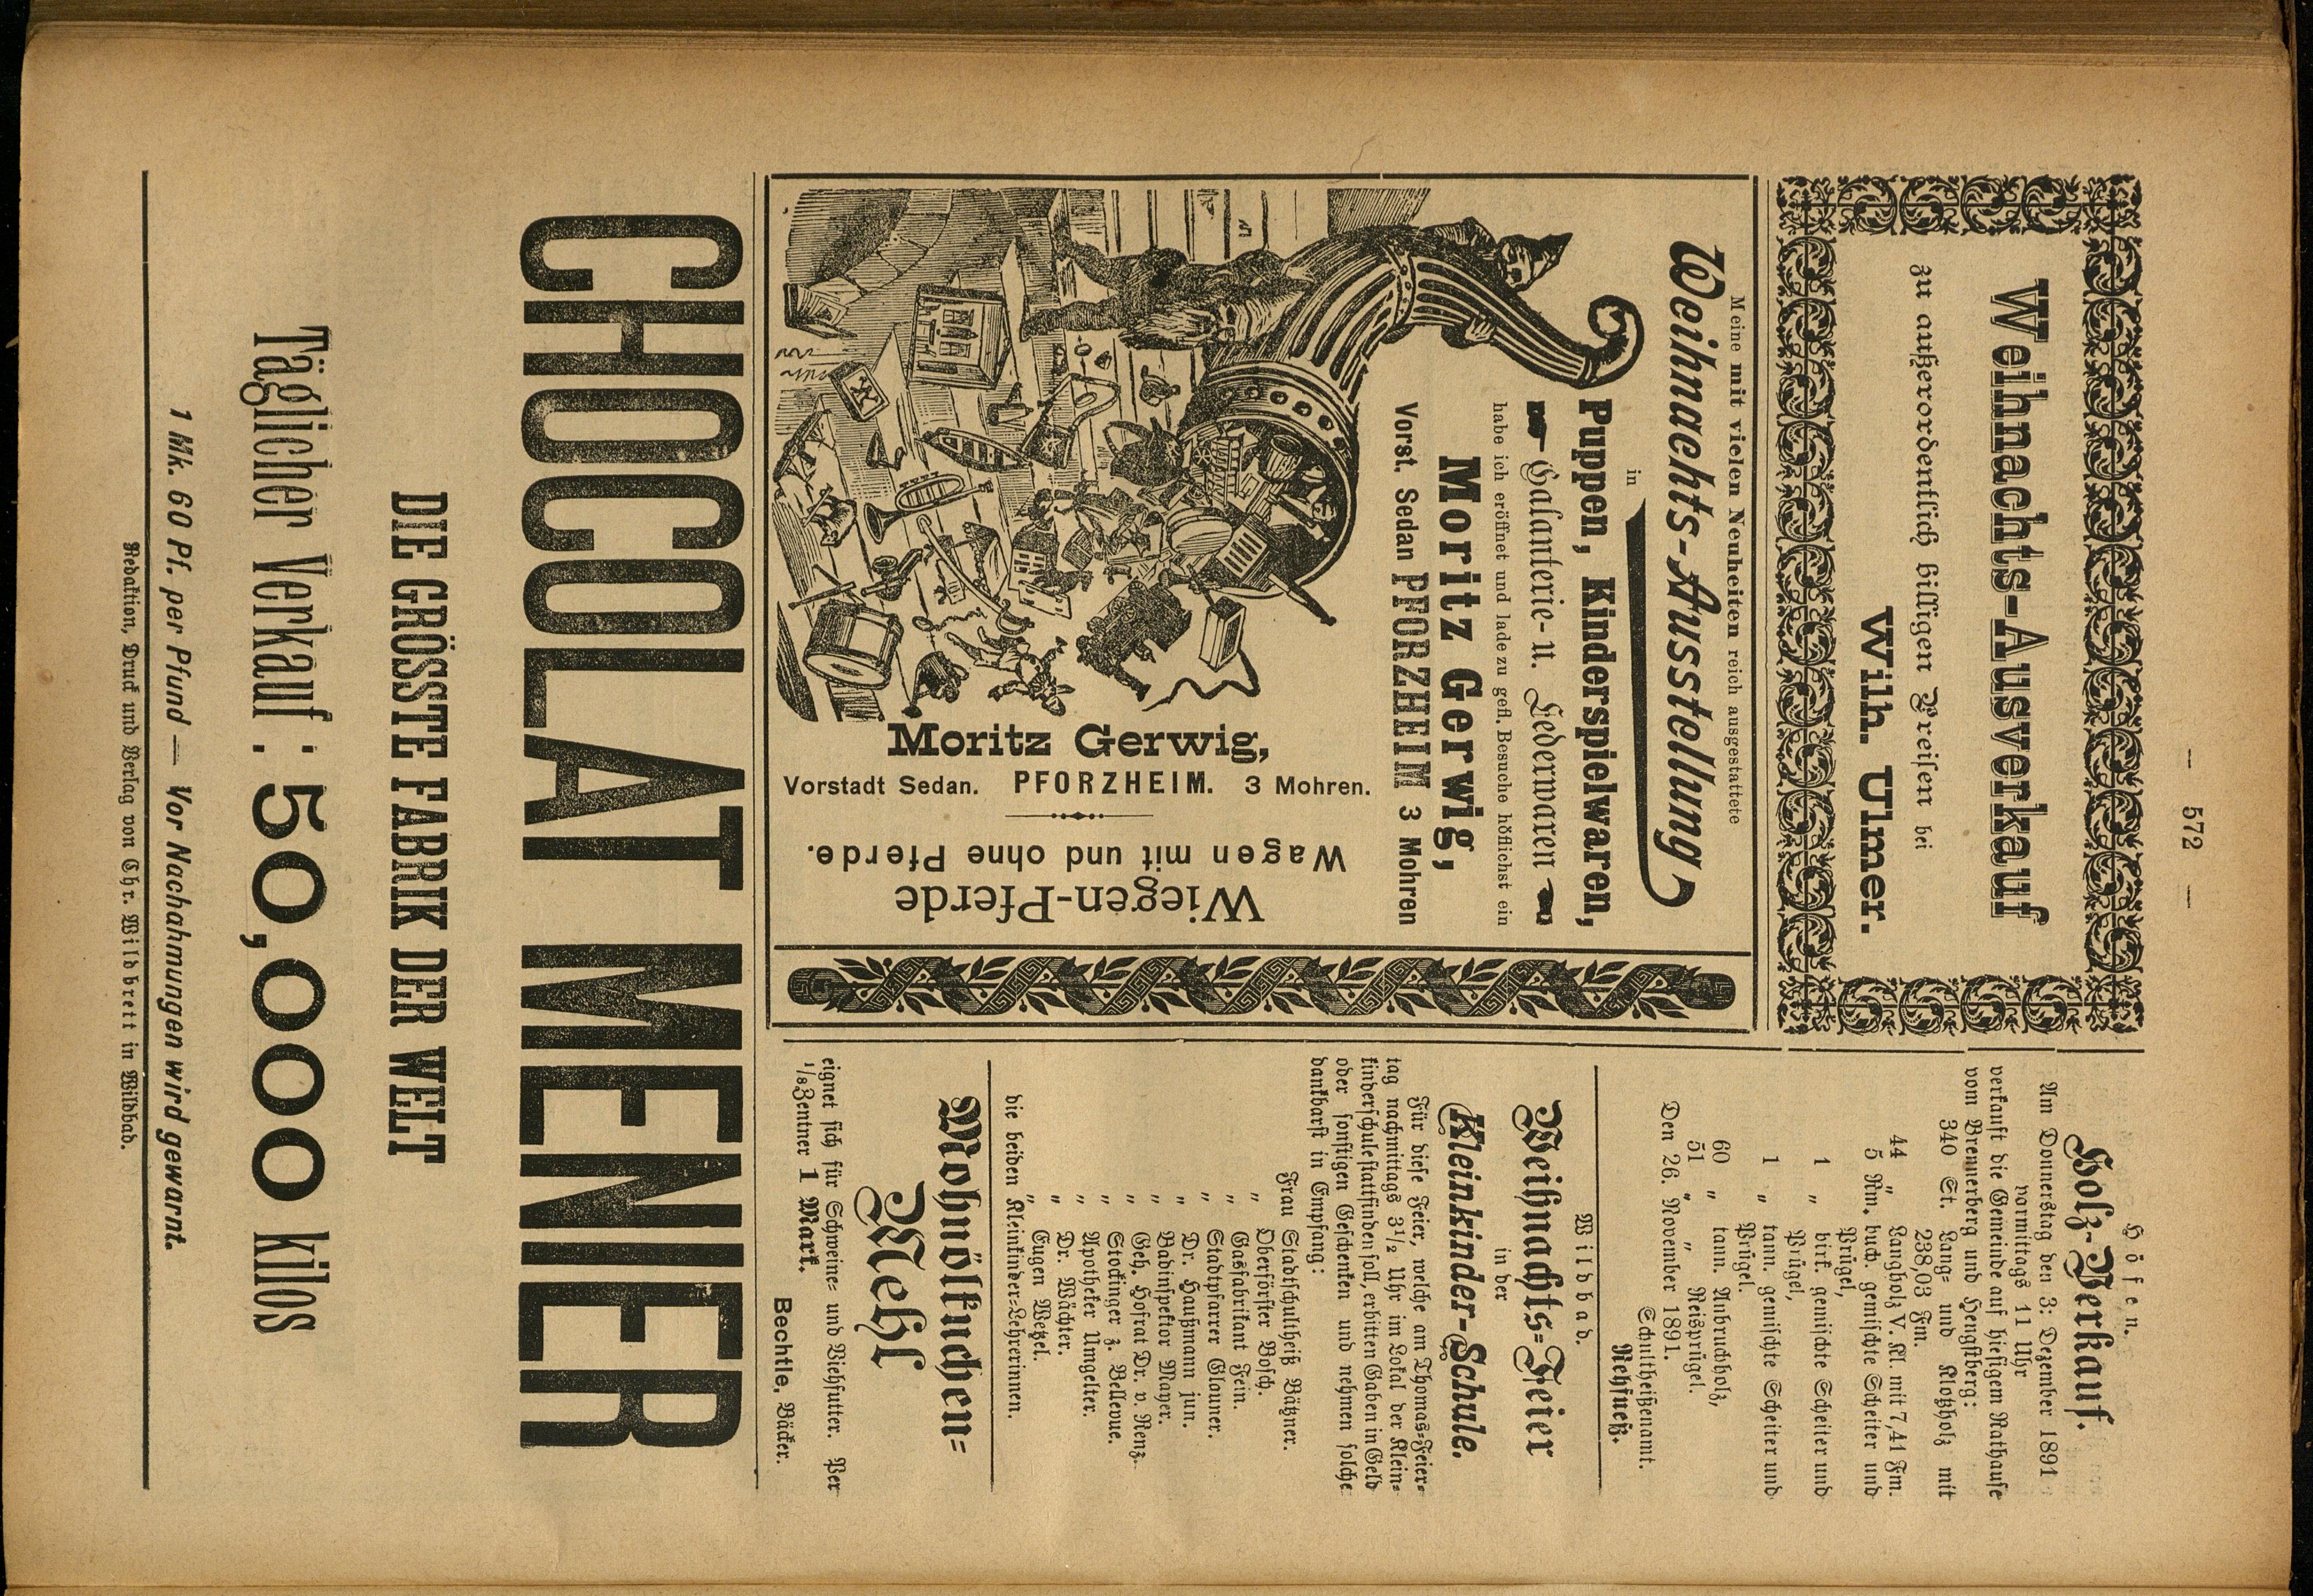 — 572 —
Weihnachts-Ausverkauf
zu außerordentlich billigen Preisen bei
Wilh. Ulmer.
Meine mit vielen Neuheiten reich ausgestattete
Weihnachts-Ausstellung
in
Puppen, Kinderspielwaren,
Galanterie- u. Lederwaren
habe ich eröffnet und lade zu gefl. Besuche höflichst ein
Moritz Gerwig,
Vorst. Sedan PFORZHEIM 3 Mohren
Moritz Gerwig,
Vorstadt Sedan. PFORZHEIM. 3 Mohren.
Wiegen-Pferde
Wagen mit und ohne Pferde.
Höfen.
Holz-Verkauf.
Am Donnerstag den 3. Dezember 1891
vormittags 11 Uhr
verkauft die Gemeinde auf hiesigem Rathause
vom Brennerberg und Hengstberg:
340 St. Lang- und Klotzholz mit
238,03 Fm.
44 „ Langholz V. Kl. mit 7,41 Fm.
5 Rm. buch. gemischte Scheiter und
Prügel,
1 „ birk. gemischte Scheiter und
Prügel,
1 „ tann. gemischte Scheiter und
Prügel.
60 „ tann. Anbruchholz,
51 „ „ Reisprügel.
Den 26. November 1891.
Schultheißenamt.
Rehfueß.
Wildbad.
Weihnachts-Feier
in der
Kleinkinder-Schule.
Für diese Feier, welche am Thomas-Feier-
tag nachmittags 3 1/2 Uhr im Lokal der Klein-
kinderschule stattfinden soll, erbitten Gaben in Geld
oder sonstigen Geschenken und nehmen solche
dankbarst in Empfang:
Frau Stadtschultheiß Bätzner.
„ Oberförster Bosch.
„ Gasfabrikant Fein.
„ Stadtpfarrer Glauner.
„ Dr. Haußmann jun.
„ Badinspektor Mayer.
„ Geh. Hofrat Dr. v. Renz.
„ Stockinger z. Bellevue.
„ Apotheker Umgelter.
„ Dr. Wächter.
„ Eugen Wetzel.
die beiden Kleinkinder-Lehrerinnen.
Mohnölkuchen-
Mehl
eignet sich für Schweine- und Viehfutter. Per
1/8 Zentner 1 Mark.
Bechtle, Bäcker.
CHOCOLAT MENIER
DIE GRÖSSTE FABRIK DER WELT
Täglicher Verkauf: 50,000 kilos
1 Mk. 60 Pf. per Pfund — Vor Nachahmungen wird gewarnt.
Redaktion, Druck und Verlag von Chr. Wildbrett in Wildbad.